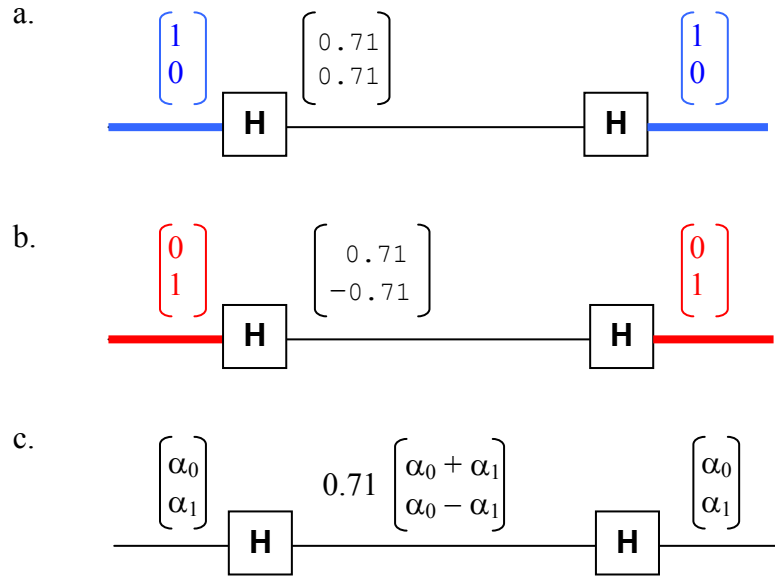 a.
1 0.71 1
0 0.71 0
H H
b.
0 0.71 0
1 −0.71 1
H H
c.
α₀ 0.71 α₀ + α₁ α₀
α₁ α₀ − α₁ α₁
H H